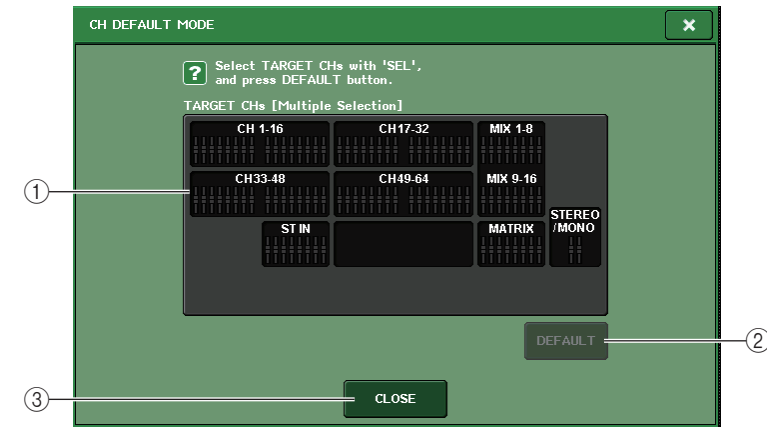 CH DEFAULT MODE
×
? Select TARGET CHs with 'SEL',
and press DEFAULT button.
TARGET CHs [Multiple Selection]
CH 1-16 CH17-32 MIX 1-8
1 CH33-48 CH49-64 MIX 9-16
STEREO
/MONO
ST IN MATRIX
DEFAULT 2
3 CLOSE